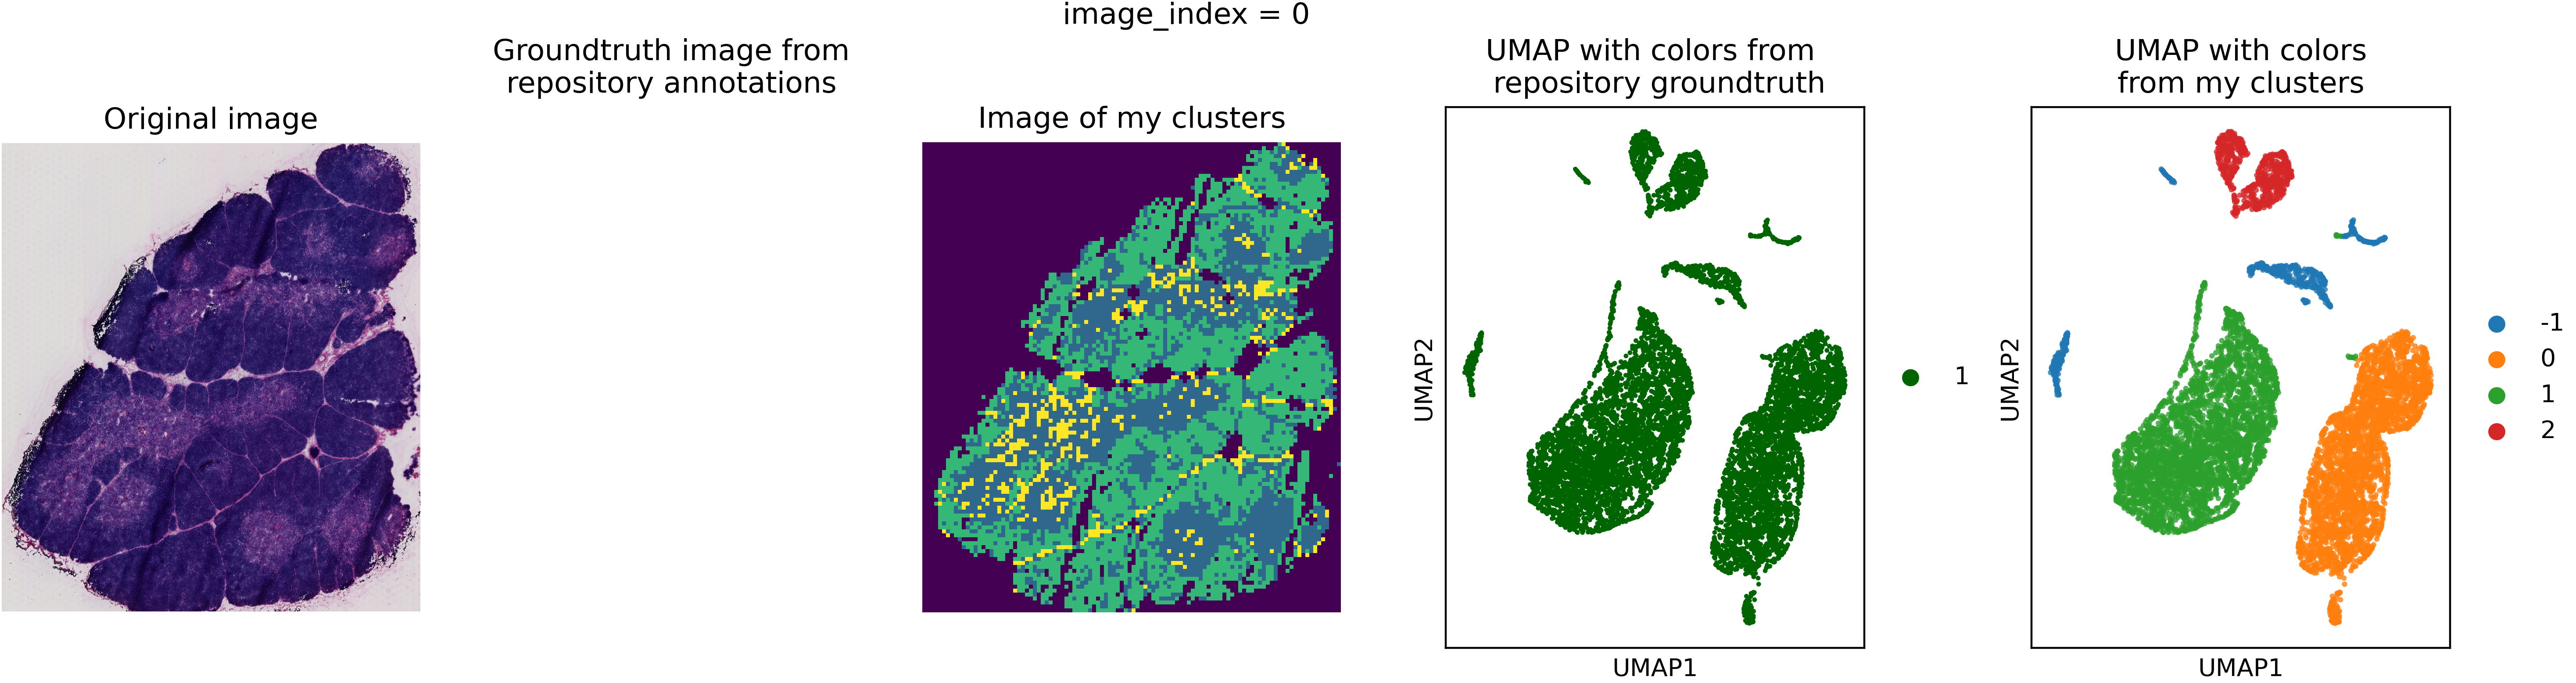 image_index = 0
Original image
Groundtruth image from
repository annotations
Image of my clusters
UMAP with colors from
repository groundtruth
UMAP2
UMAP1
1
UMAP with colors
from my clusters
UMAP2
UMAP1
-1
0
1
2